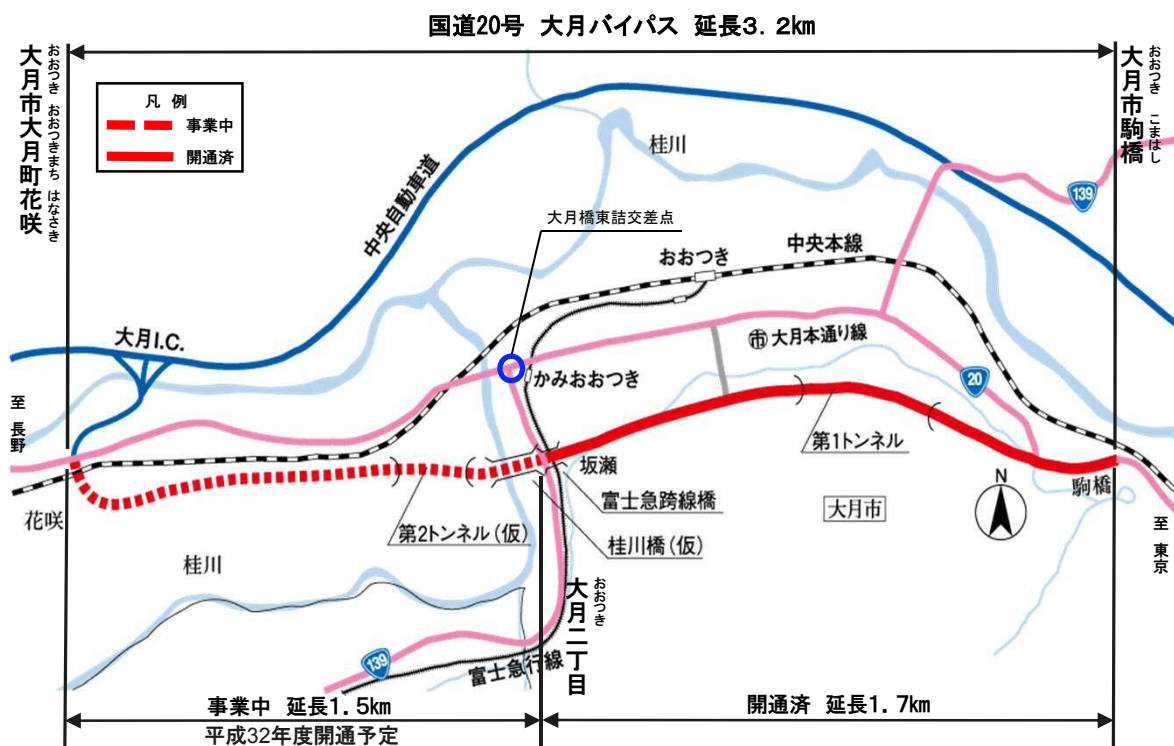 国道20号 大月バイパス 延長3.2km
大月市大月町花咲
おおつき おおつきまち はなさき
大月市駒橋
おおつき こまはし
凡 例
事業中
開通済
桂川
139
中央自動車道
大月橋東詰交差点
中央本線
おおつき
大月I.C.
市 大月本通り線
かみおおつき
20
至 長野
第1トンネル
坂瀬
N
駒橋
富士急跨線橋
大月市
花咲
第2トンネル(仮)
桂川橋(仮)
至 東京
桂川
大月二丁目
おおつき
139
富士急行線
事業中 延長1.5km
開通済 延長1.7km
平成32年度開通予定